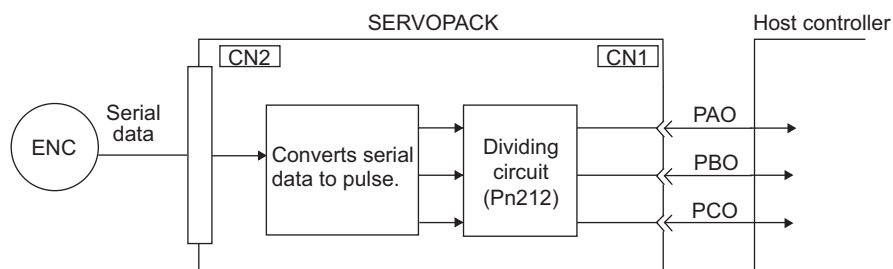 SERVOPACK
Host controller
CN2
CN1
Serial
data
ENC
Converts serial
data to pulse.
Dividing
circuit
(Pn212)
PAO
PBO
PCO